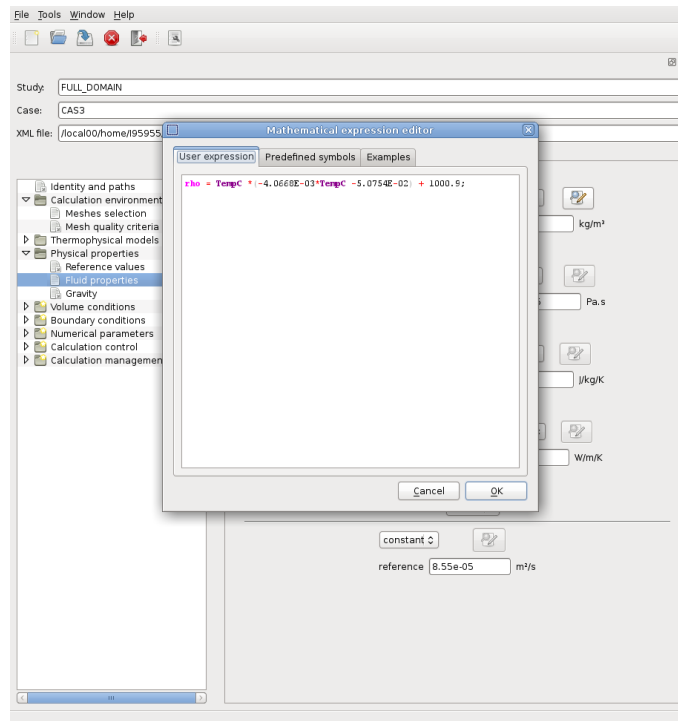 File Tools Window Help
Study: FULL_DOMAIN
Case: CAS3
XML file: /local00/home/I95955
Mathematical expression editor
User expression Predefined symbols Examples
rho = TempC *(-4.0668E-03*TempC -5.0754E-02) + 1000.9;
Identity and paths
Calculation environment
Meshes selection
Mesh quality criteria
Thermophysical models
Physical properties
Reference values
Fluid properties
Gravity
Volume conditions
Boundary conditions
Numerical parameters
Calculation control
Calculation managemen
kg/m³
Pa.s
J/kg/K
W/m/K
Cancel OK
constant
reference 8.55e-05 m²/s